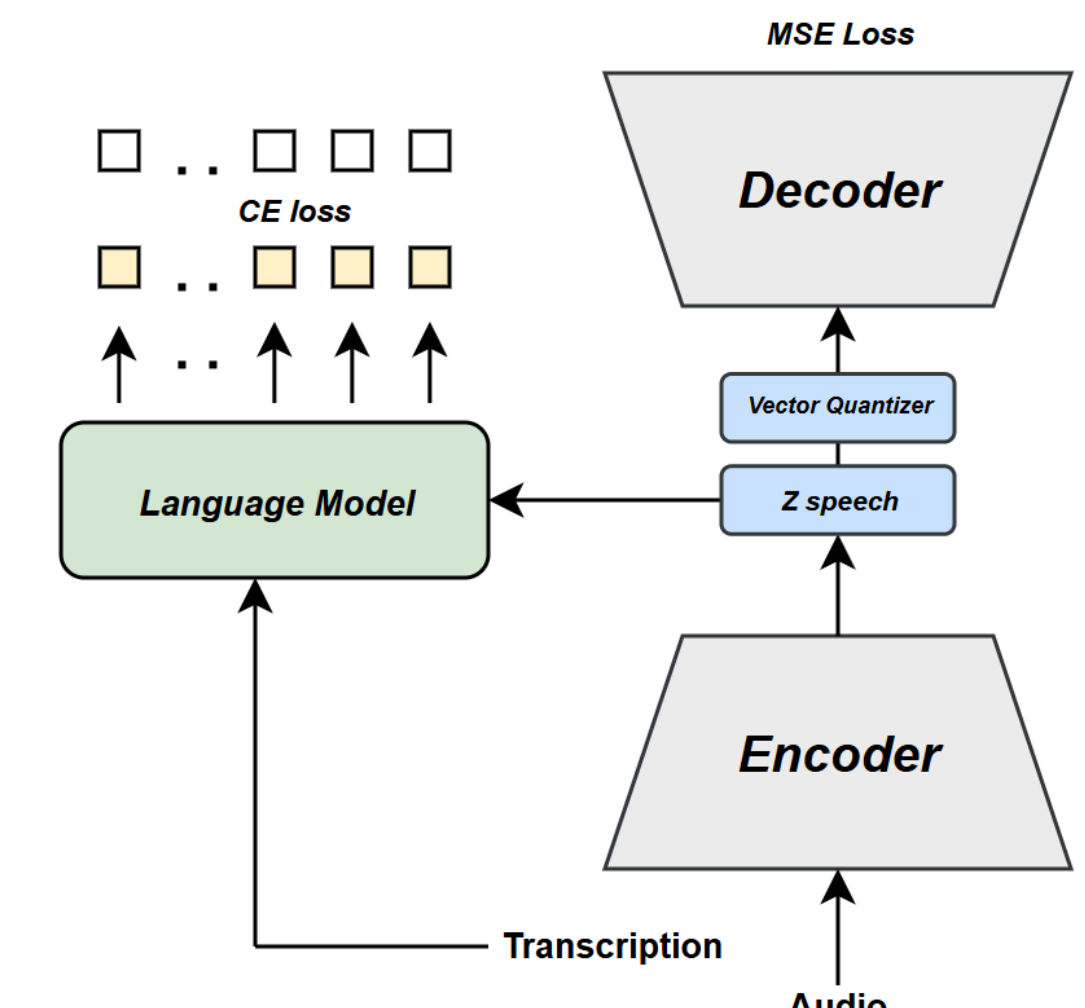 MSE Loss
Decoder
CE loss
Vector Quantizer
Language Model
Z speech
Encoder
Transcription
Audio